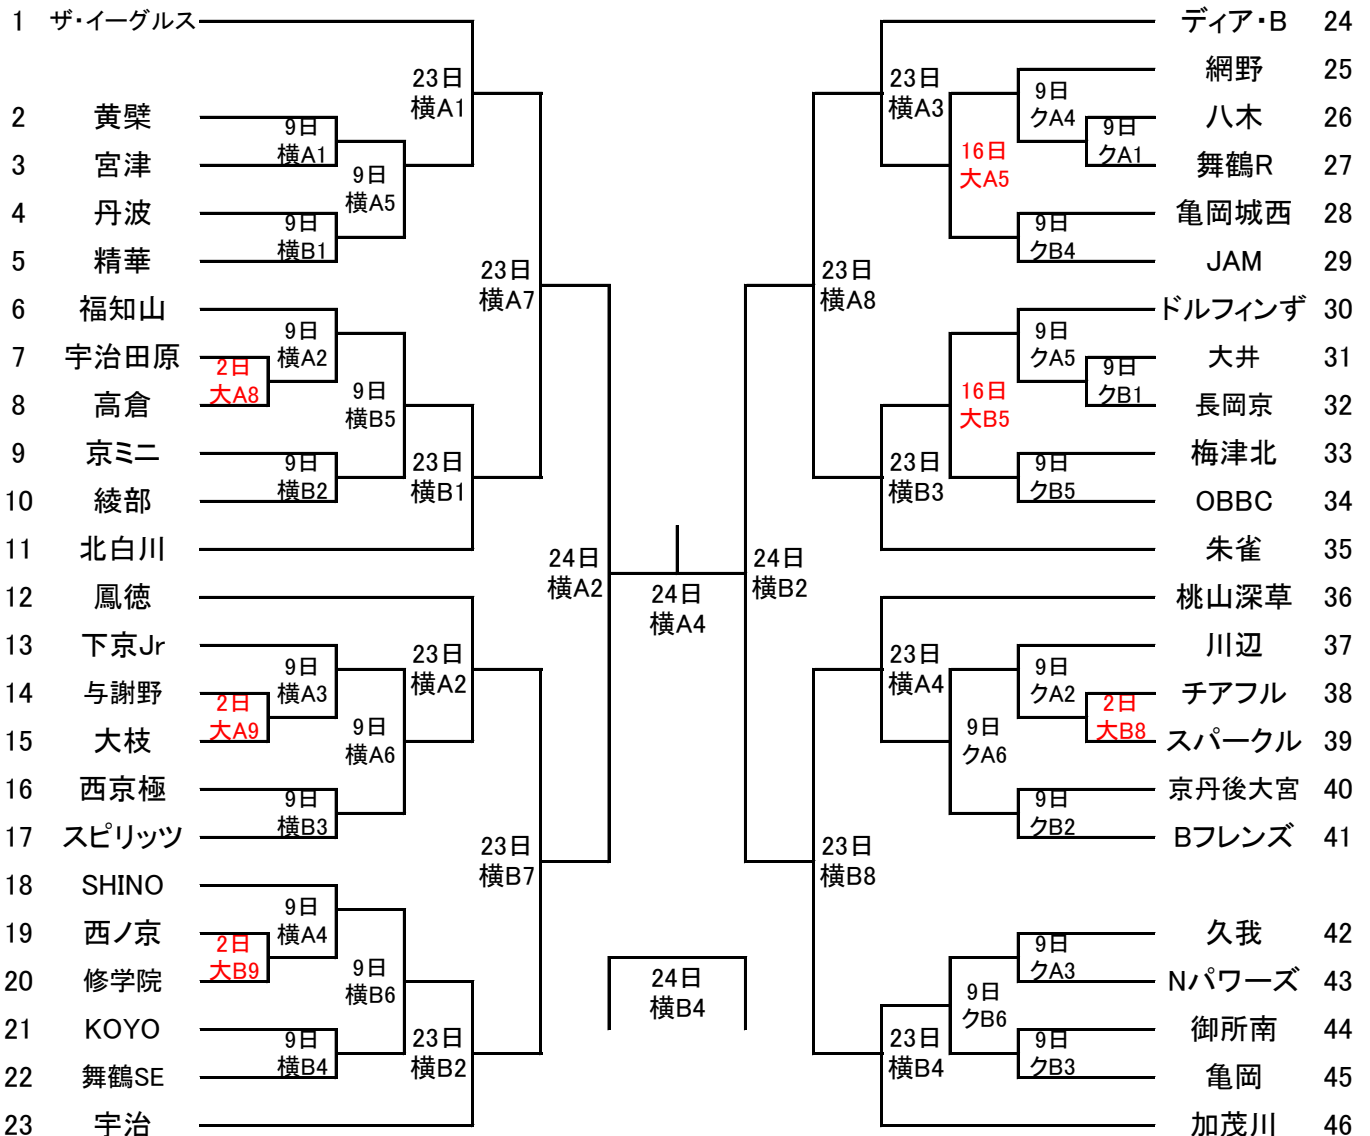 1 ザ・イーグルス
2 黄檗
3 宮津
4 丹波
5 精華
6 福知山
7 宇治田原
8 高倉
9 京ミニ
10 綾部
11 北白川
12 鳳徳
13 下京Jr
14 与謝野
15 大枝
16 西京極
17 スピリッツ
18 SHINO
19 西ノ京
20 修学院
21 KOYO
22 舞鶴SE
23 宇治
2日
大A8
2日
大A9
2日
大B9
9日
横A1
9日
横B1
9日
横A2
9日
横B2
9日
横A3
9日
横B3
9日
横A4
9日
横B4
9日
横A5
9日
横B5
9日
横A6
9日
横B6
23日
横A1
23日
横B1
23日
横A2
23日
横B2
23日
横A7
23日
横B7
24日
横A2
24日
横A4
24日
横B4
24日
横B2
23日
横A8
23日
横B8
23日
横A3
23日
横B3
23日
横A4
23日
横B4
16日
大A5
16日
大B5
9日
クA6
9日
クB6
9日
クA4
9日
クB4
9日
クA5
9日
クB5
9日
クA2
9日
クB2
9日
クA3
9日
クB3
9日
クA1
9日
クB1
2日
大B8
ディア・B 24
網野 25
八木 26
舞鶴R 27
亀岡城西 28
JAM 29
ドルフィンず 30
大井 31
長岡京 32
梅津北 33
OBBC 34
朱雀 35
桃山深草 36
川辺 37
チアフル 38
スパークル 39
京丹後大宮 40
Bフレンズ 41
久我 42
Nパワーズ 43
御所南 44
亀岡 45
加茂川 46